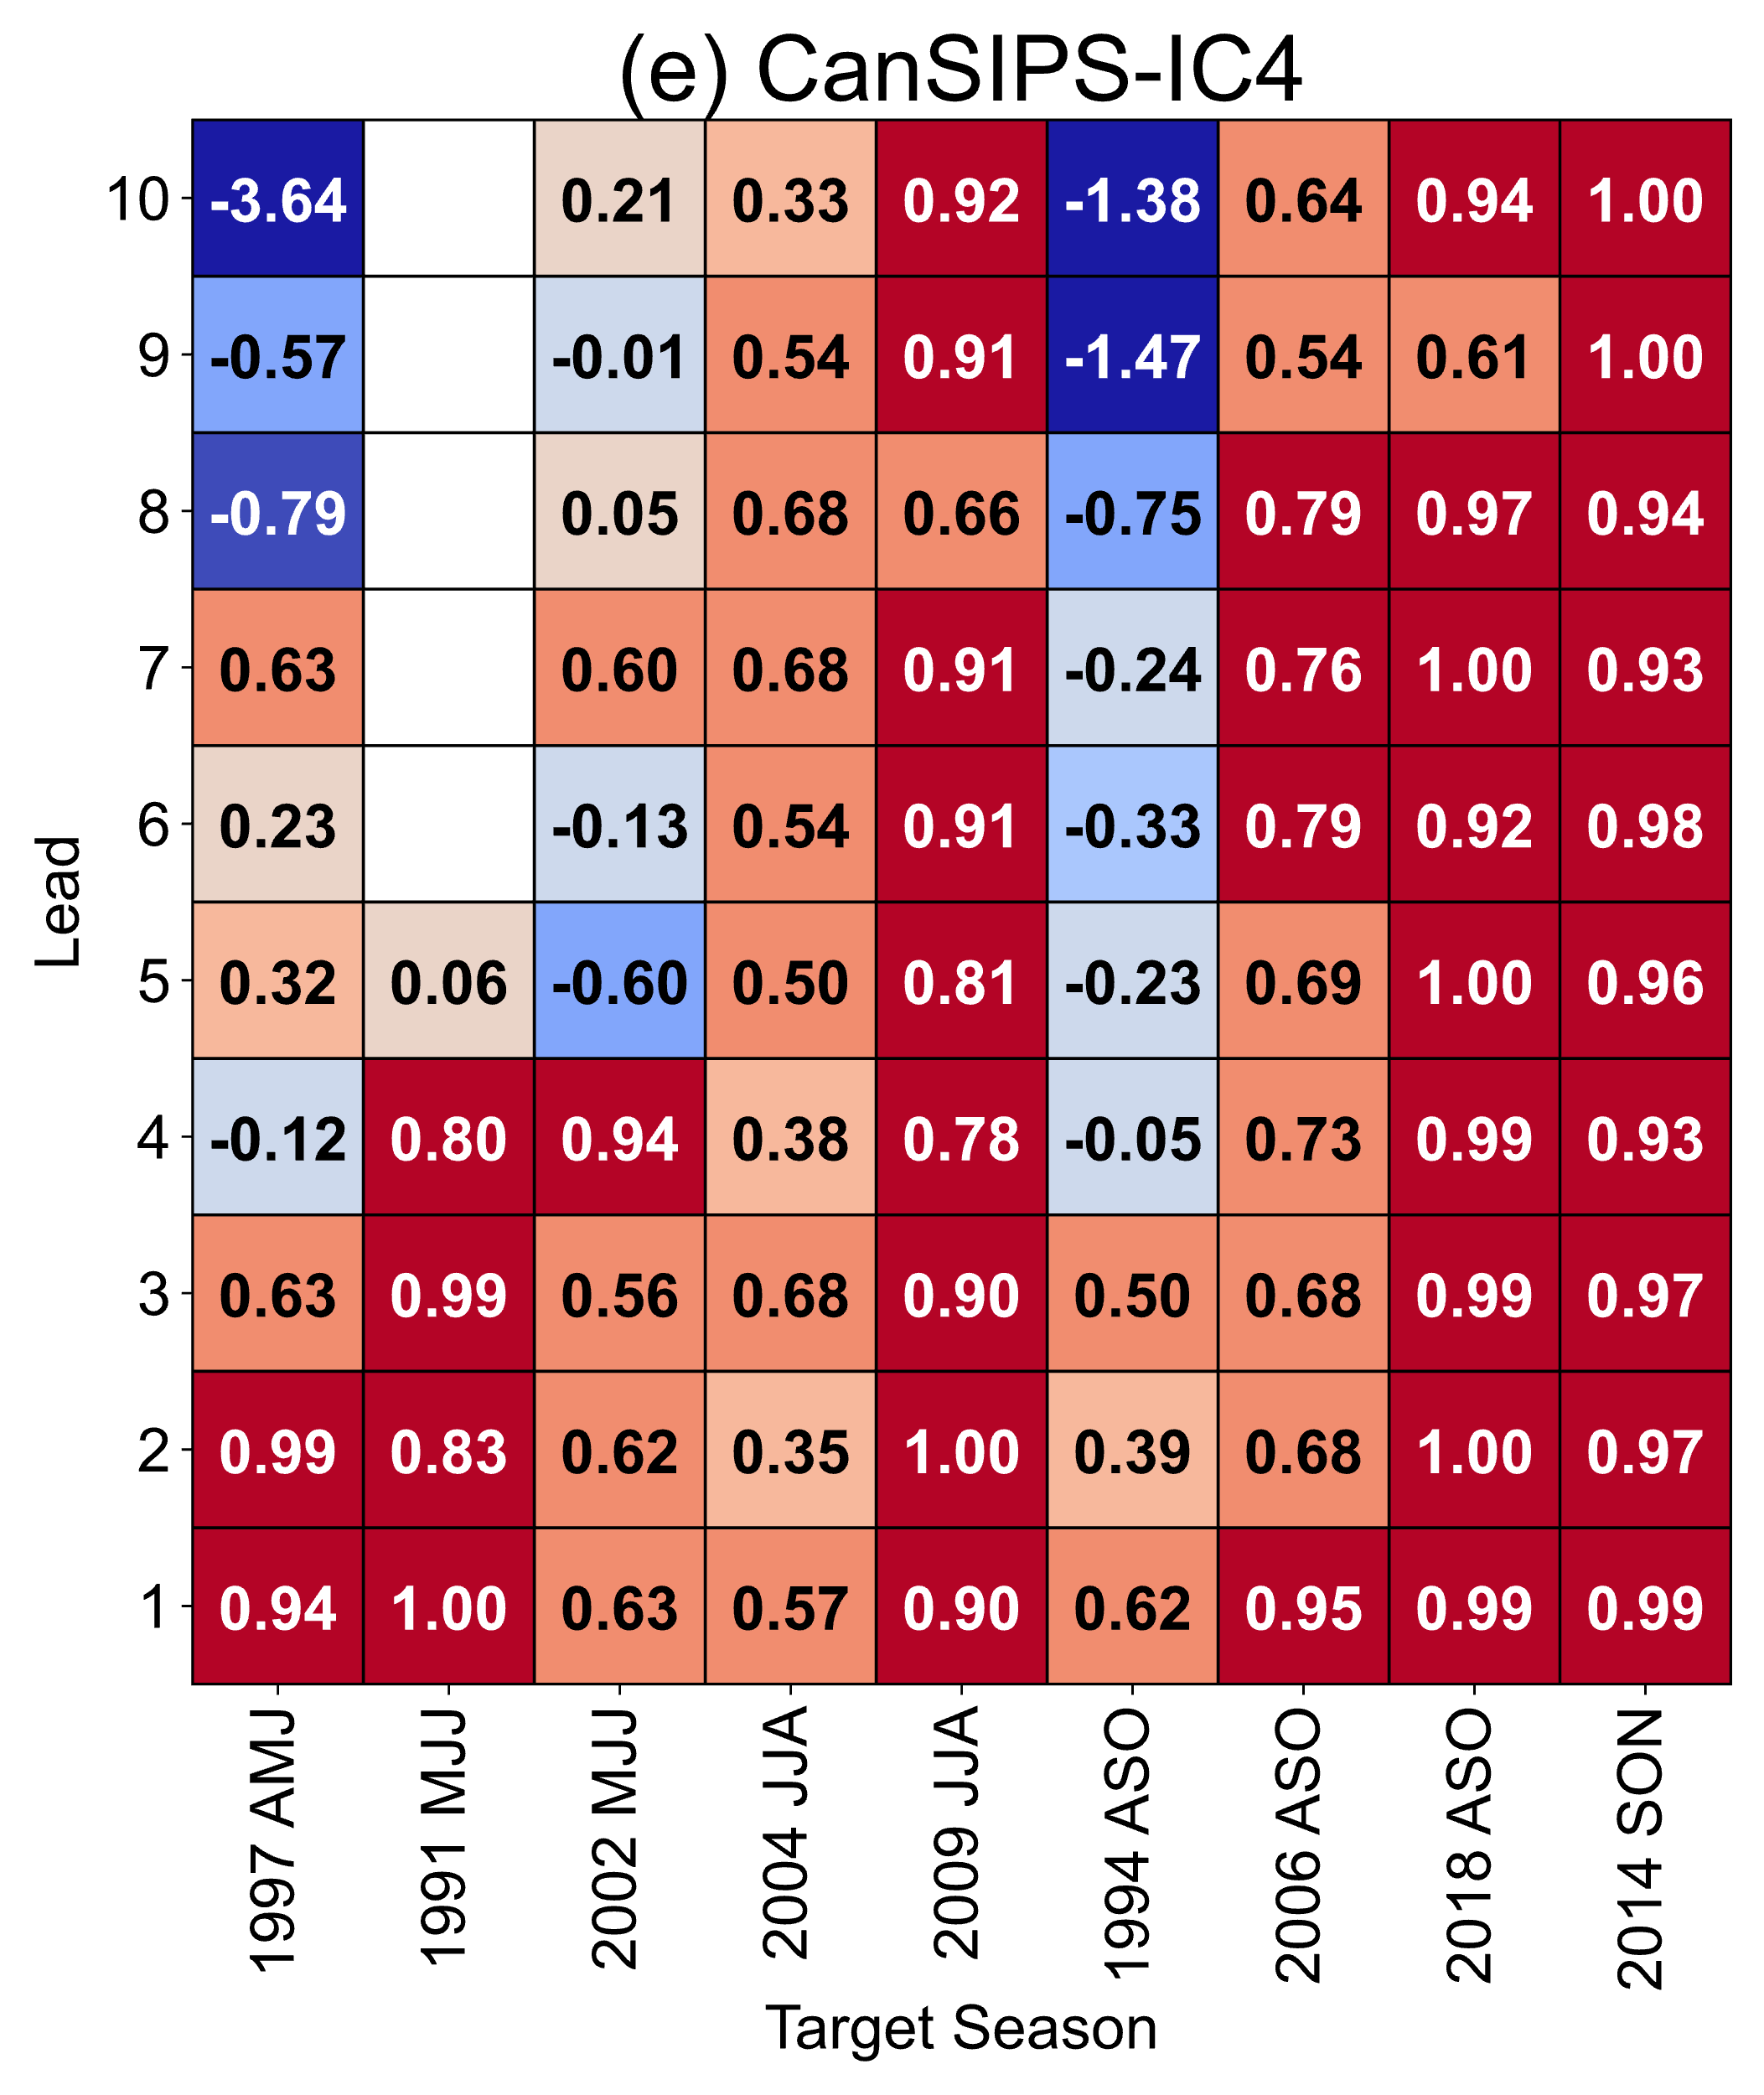 (e) CanSIPS-IC4
10 -3.64 0.21 0.33 0.92 -1.38 0.64 0.94 1.00
9 -0.57 -0.01 0.54 0.91 -1.47 0.54 0.61 1.00
8 -0.79 0.05 0.68 0.66 -0.75 0.79 0.97 0.94
7 0.63 0.60 0.68 0.91 -0.24 0.76 1.00 0.93
6 0.23 -0.13 0.54 0.91 -0.33 0.79 0.92 0.98
5 0.32 0.06 -0.60 0.50 0.81 -0.23 0.69 1.00 0.96
4 -0.12 0.80 0.94 0.38 0.78 -0.05 0.73 0.99 0.93
3 0.63 0.99 0.56 0.68 0.90 0.50 0.68 0.99 0.97
2 0.99 0.83 0.62 0.35 1.00 0.39 0.68 1.00 0.97
1 0.94 1.00 0.63 0.57 0.90 0.62 0.95 0.99 0.99
Lead
1997 AMJ
1991 MJJ
2002 MJJ
2004 JJA
2009 JJA
1994 ASO
2006 ASO
2018 ASO
2014 SON
Target Season